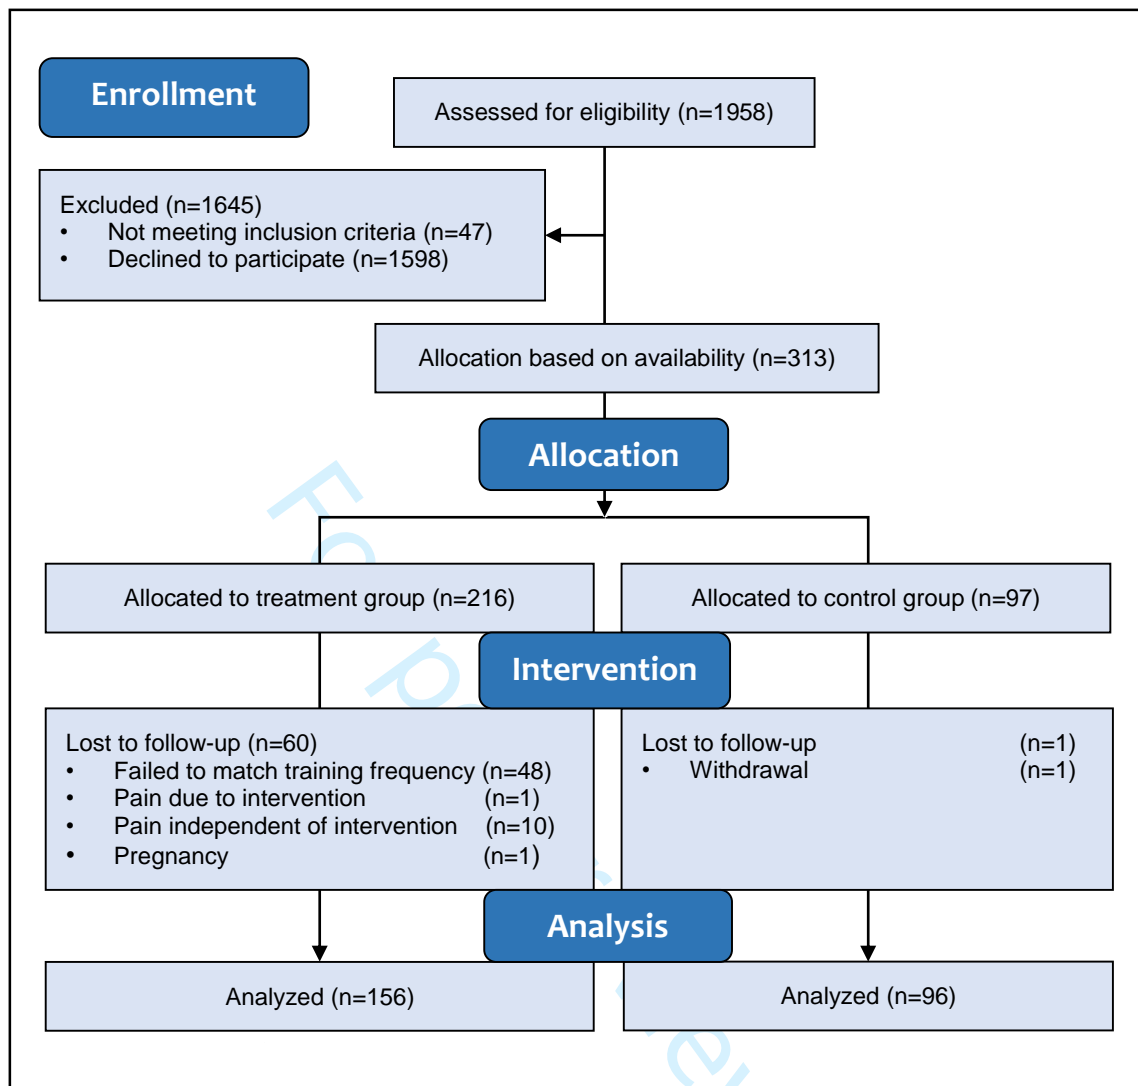 Enrollment
Assessed for eligibility (n=1958)
Excluded (n=1645)
• Not meeting inclusion criteria (n=47)
• Declined to participate (n=1598)
Allocation based on availability (n=313)
Allocation
Allocated to treatment group (n=216)
Allocated to control group (n=97)
Intervention
Lost to follow-up (n=60)
• Failed to match training frequency (n=48)
• Pain due to intervention (n=1)
• Pain independent of intervention (n=10)
• Pregnancy (n=1)
Lost to follow-up (n=1)
• Withdrawal (n=1)
Analysis
Analyzed (n=156)
Analyzed (n=96)